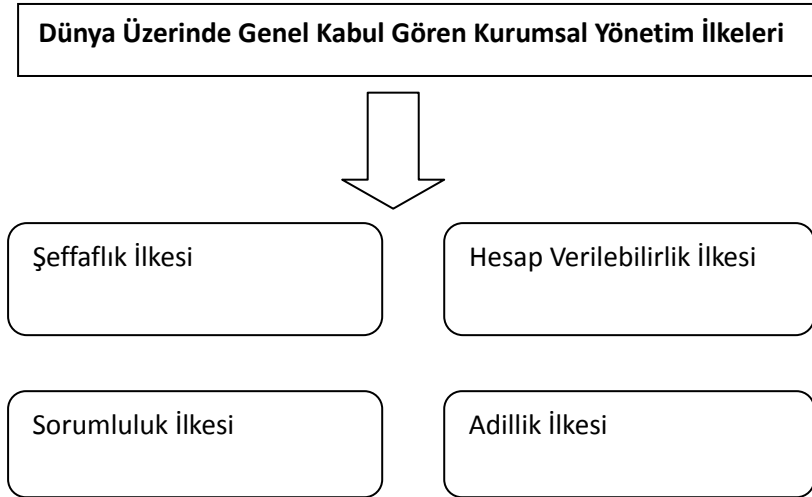 Dünya Üzerinde Genel Kabul Gören Kurumsal Yönetim İlkeleri
Şeffaflık İlkesi
Hesap Verilebilirlik İlkesi
Sorumluluk İlkesi
Adillik İlkesi